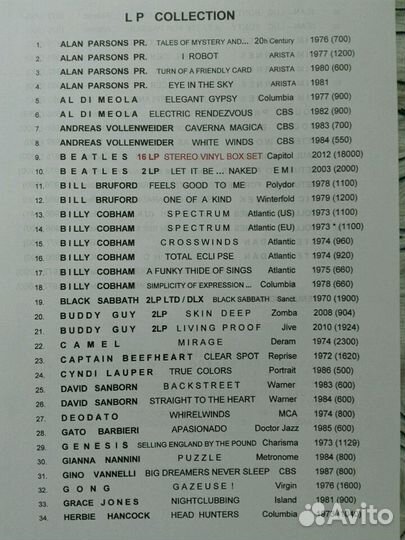 LP COLLECTION
1. ALAN PARSONS PR. TALES OF MYSTERY AND... 20th Century 1976 (700)
2. ALAN PARSONS PR. I ROBOT ARISTA 1977 (1200)
3. ALAN PARSONS PR. TURN OF A FRIENDLY CARD ARISTA 1980 (600)
4. ALAN PARSONS PR. EYE IN THE SKY ARISTA 1981
5. AL DI MEOLA ELEGANT GYPSY Columbia 1977 (900)
6. AL DI MEOLA ELECTRIC RENDEZVOUS CBS 1982 (900)
7. ANDREAS VOLLENWEIDER CAVERNA MAGICA CBS 1983 (700)
8. ANDREAS VOLLENWEIDER WHITE WINDS CBS 1984 (550)
9. BEATLES 16 LP STEREO VINYL BOX SET Capitol 2012 (18000)
10. BEATLES 2LP LET IT BE ... NAKED EMI 2003 (2000)
11. BILL BRUFORD FEELS GOOD TO ME Polydor 1978 (1100)
12. BILL BRUFORD ONE OF A KIND Winterfold 1979 (1200)
13. BILLY COBHAM SPECTRUM Atlantic (US) 1973 (1100)
14. BILLY COBHAM SPECTRUM Atlantic (EU) 1973 * (1100)
15. BILLY COBHAM CROSSWINDS Atlantic 1974 (960)
16. BILLY COBHAM TOTAL ECLIPSE Atlantic 1974 (920)
17. BILLY COBHAM A FUNKY THIDE OF SINGS Atlantic 1975 (660)
18. BILLY COBHAM SIMPLICITY OF EXPRESSION ... Columbia 1978 (660)
19. BLACK SABBATH 2LP LTD / DLX BLACK SABBATH Sanct. 1970 (1900)
20. BUDDY GUY 2LP SKIN DEEP Zomba 2008 (904)
21. BUDDY GUY 2LP LIVING PROOF Jive 2010 (1924)
22. CAMEL MIRAGE Deram 1974 (2300)
23. CAPTAIN BEEFHEART CLEAR SPOT Reprise 1972 (1620)
24. CYNDI LAUPER TRUE COLORS Portrait 1986 (500)
25. DAVID SANBORN BACKSTREET Warner 1983 (600)
26. DAVID SANBORN STRAIGHT TO THE HEART Warner 1984 (600)
27. DEODATO WHIRELWINDS MCA 1974 (800)
28. GATO BARBIERI APASIONADO Doctor Jazz 1985 (600)
29. GENESIS SELLING ENGLAND BY THE POUND Charisma 1973 (1129)
30. GIANNA NANNINI PUZZLE Metronome 1984 (800)
31. GINO VANNELLI BIG DREAMERS NEVER SLEEP CBS 1987 (800)
32. GONG GAZEUSE! Virgin 1976 (1600)
33. GRACE JONES NIGHTCLUBBING Island 1981 (900)
34. HERBIE HANCOCK HEAD HUNTERS Columbia 1973
Avito